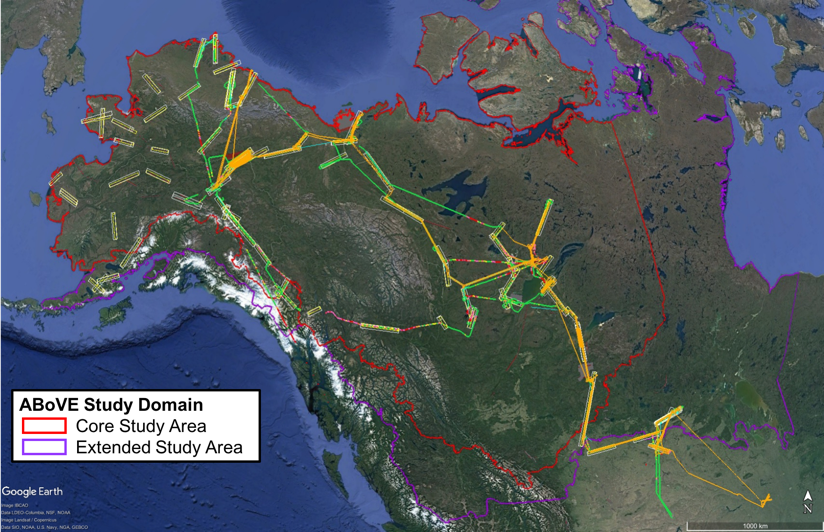 ABoVE Study Domain
Core Study Area
Extended Study Area
Google Earth
Image IBCAO
Data LDEO-Columbia, NSF, NOAA
Image Landsat / Copernicus
Data SIO, NOAA, U.S. Navy, NGA, GEBCO
N
1000 km